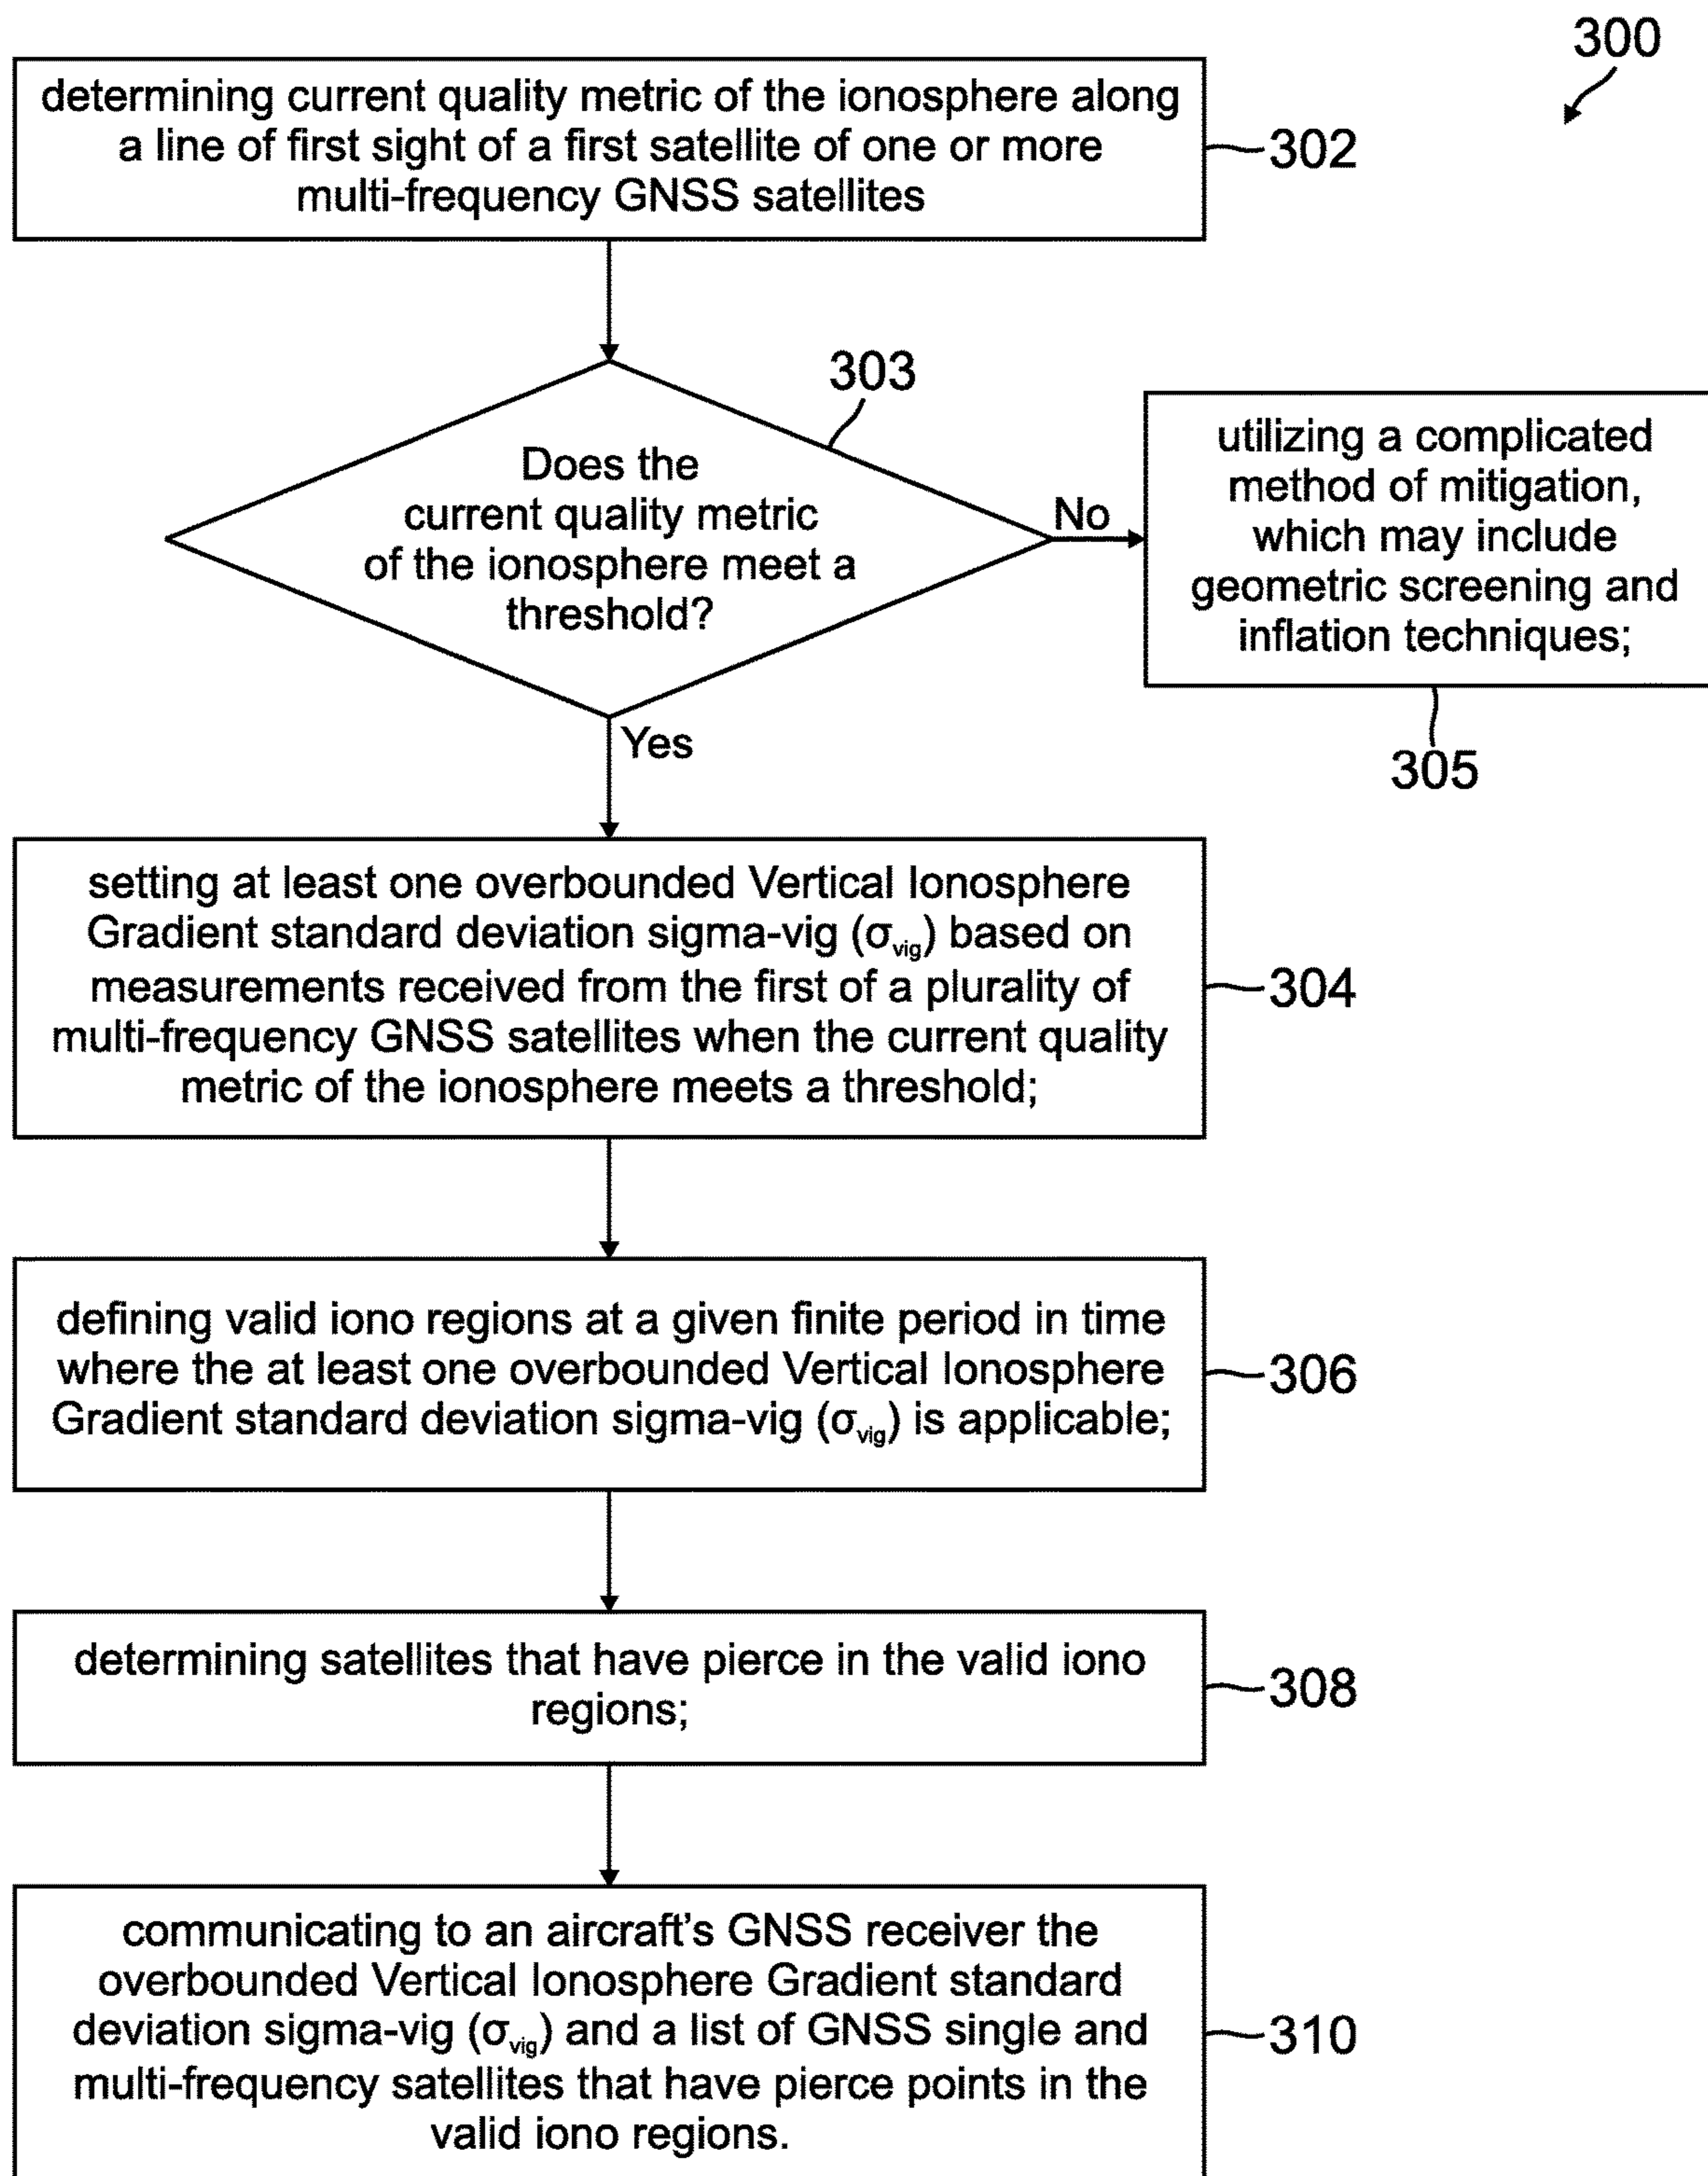 300
determining current quality metric of the ionosphere along
a line of first sight of a first satellite of one or more
multi-frequency GNSS satellites
302
303
Does the
current quality metric
of the ionosphere meet a
threshold?
No
utilizing a complicated
method of mitigation,
which may include
geometric screening and
inflation techniques;
305
Yes
setting at least one overbounded Vertical Ionosphere
Gradient standard deviation sigma-vig (σvig) based on
measurements received from the first of a plurality of
multi-frequency GNSS satellites when the current quality
metric of the ionosphere meets a threshold;
304
defining valid iono regions at a given finite period in time
where the at least one overbounded Vertical Ionosphere
Gradient standard deviation sigma-vig (σvig) is applicable;
306
determining satellites that have pierce in the valid iono
regions;
308
communicating to an aircraft's GNSS receiver the
overbounded Vertical Ionosphere Gradient standard
deviation sigma-vig (σvig) and a list of GNSS single and
multi-frequency satellites that have pierce points in the
valid iono regions.
310